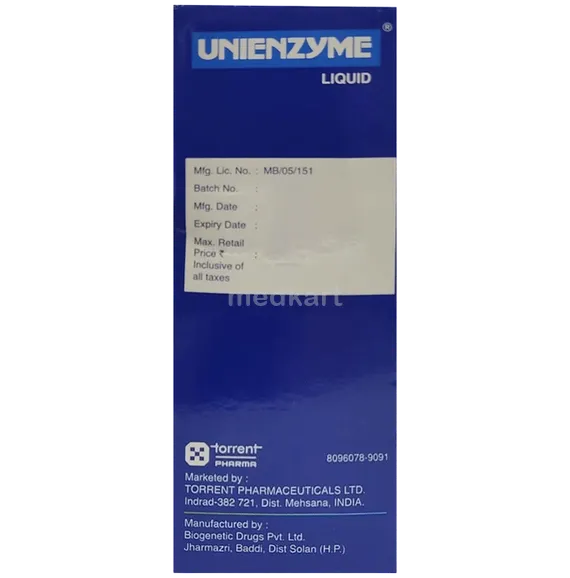 UNIENZYME®
LIQUID
Mfg. Lic. No. : MB/05/151
Batch No. :
Mfg. Date :
Expiry Date :
Max. Retail
Price ₹ :
Inclusive of
all taxes
medkart
torrent
PHARMA
8096078-9091
Marketed by :
TORRENT PHARMACEUTICALS LTD.
Indrad-382 721, Dist. Mehsana, INDIA.
Manufactured by :
Biogenetic Drugs Pvt. Ltd.
Jharmazri, Baddi, Dist Solan (H.P.)